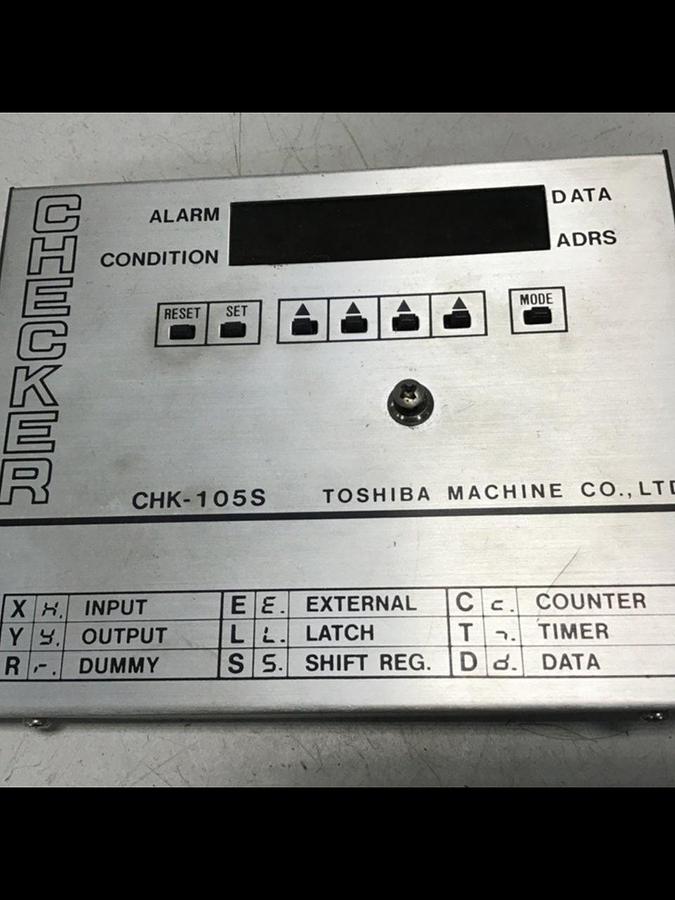 CHECKER
ALARM
DATA
CONDITION
ADRS
RESET SET
MODE
CHK-105S TOSHIBA MACHINE CO.,LTD
X INPUT E EXTERNAL C COUNTER
Y OUTPUT L LATCH T TIMER
R DUMMY S SHIFT REG. D DATA